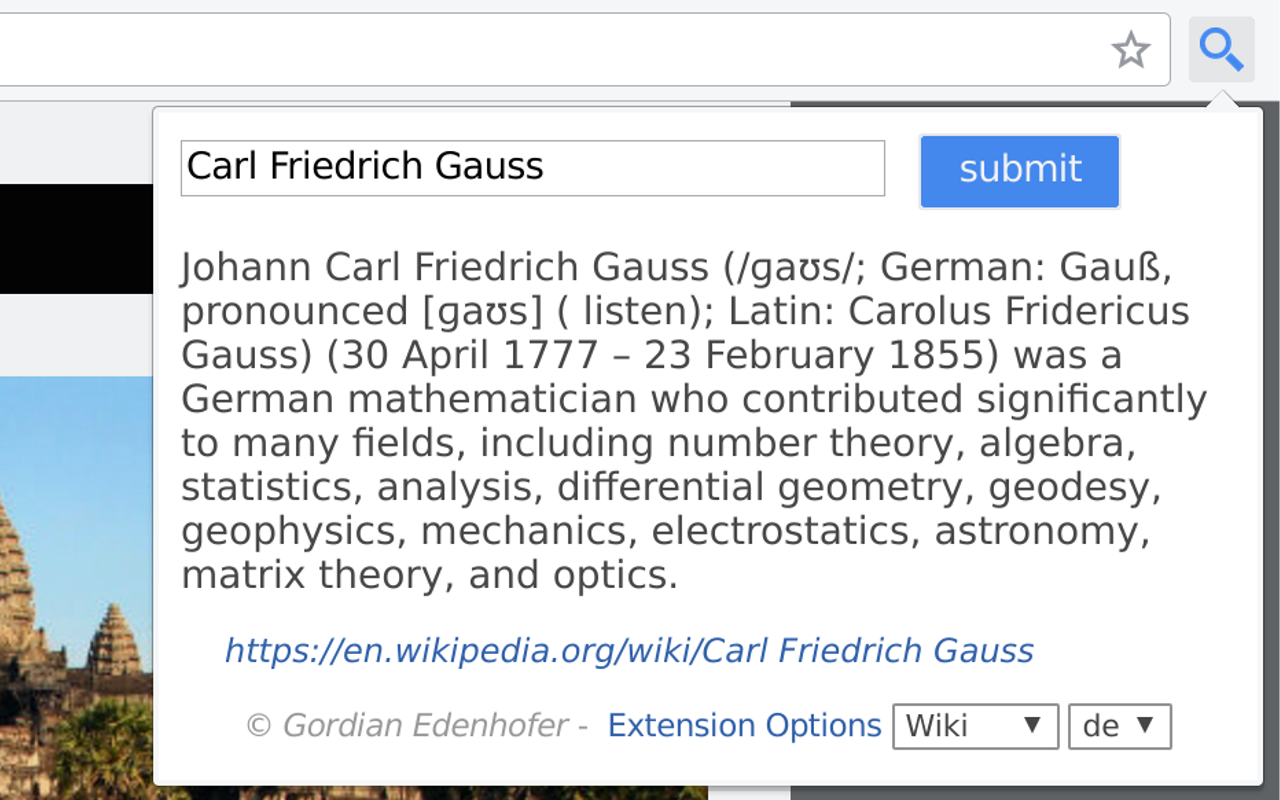 Carl Friedrich Gauss
submit
Johann Carl Friedrich Gauss (/ɡaʊs/; German: Gauß,
pronounced [ɡaʊs] ( listen); Latin: Carolus Fridericus
Gauss) (30 April 1777 – 23 February 1855) was a
German mathematician who contributed significantly
to many fields, including number theory, algebra,
statistics, analysis, differential geometry, geodesy,
geophysics, mechanics, electrostatics, astronomy,
matrix theory, and optics.
https://en.wikipedia.org/wiki/Carl Friedrich Gauss
© Gordian Edenhofer - Extension Options Wiki de